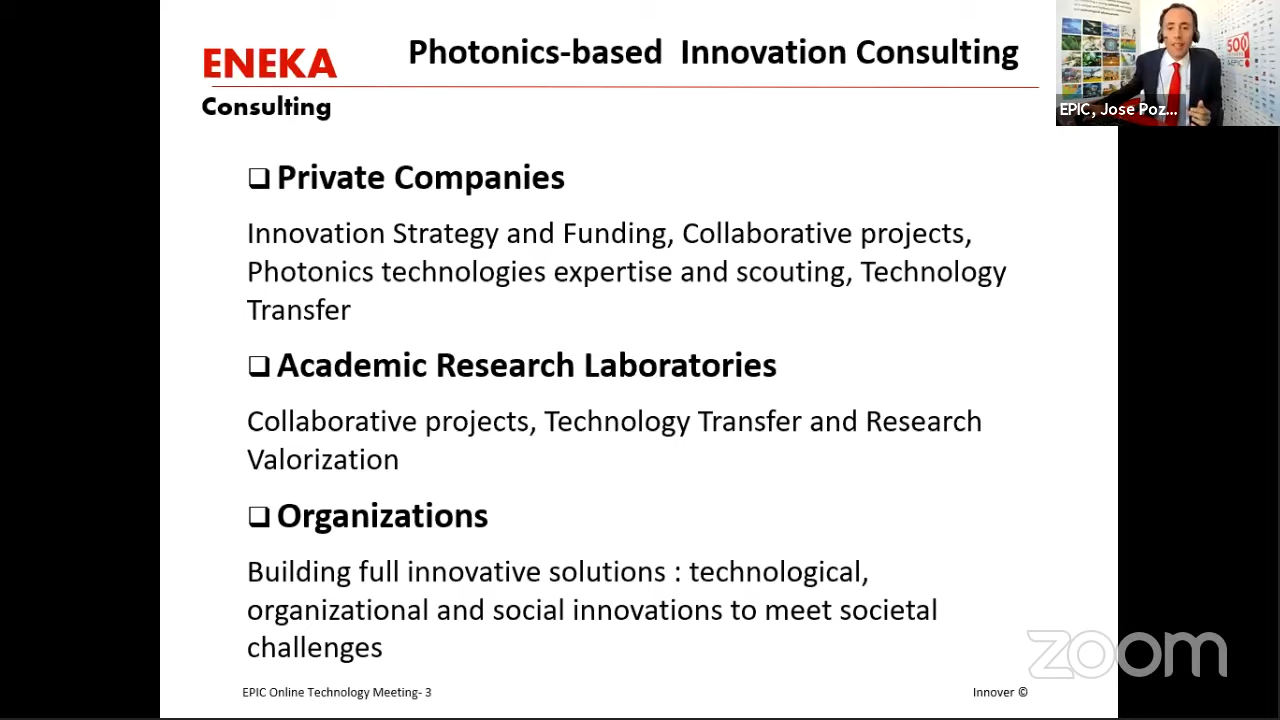 ENEKA
Consulting
Photonics-based Innovation Consulting
Private Companies
Innovation Strategy and Funding, Collaborative projects,
Photonics technologies expertise and scouting, Technology
Transfer
Academic Research Laboratories
Collaborative projects, Technology Transfer and Research
Valorization
Organizations
Building full innovative solutions : technological,
organizational and social innovations to meet societal
challenges
EPIC Online Technology Meeting- 3
Innover ©
500
EPIC, Jose Poz...
zoom